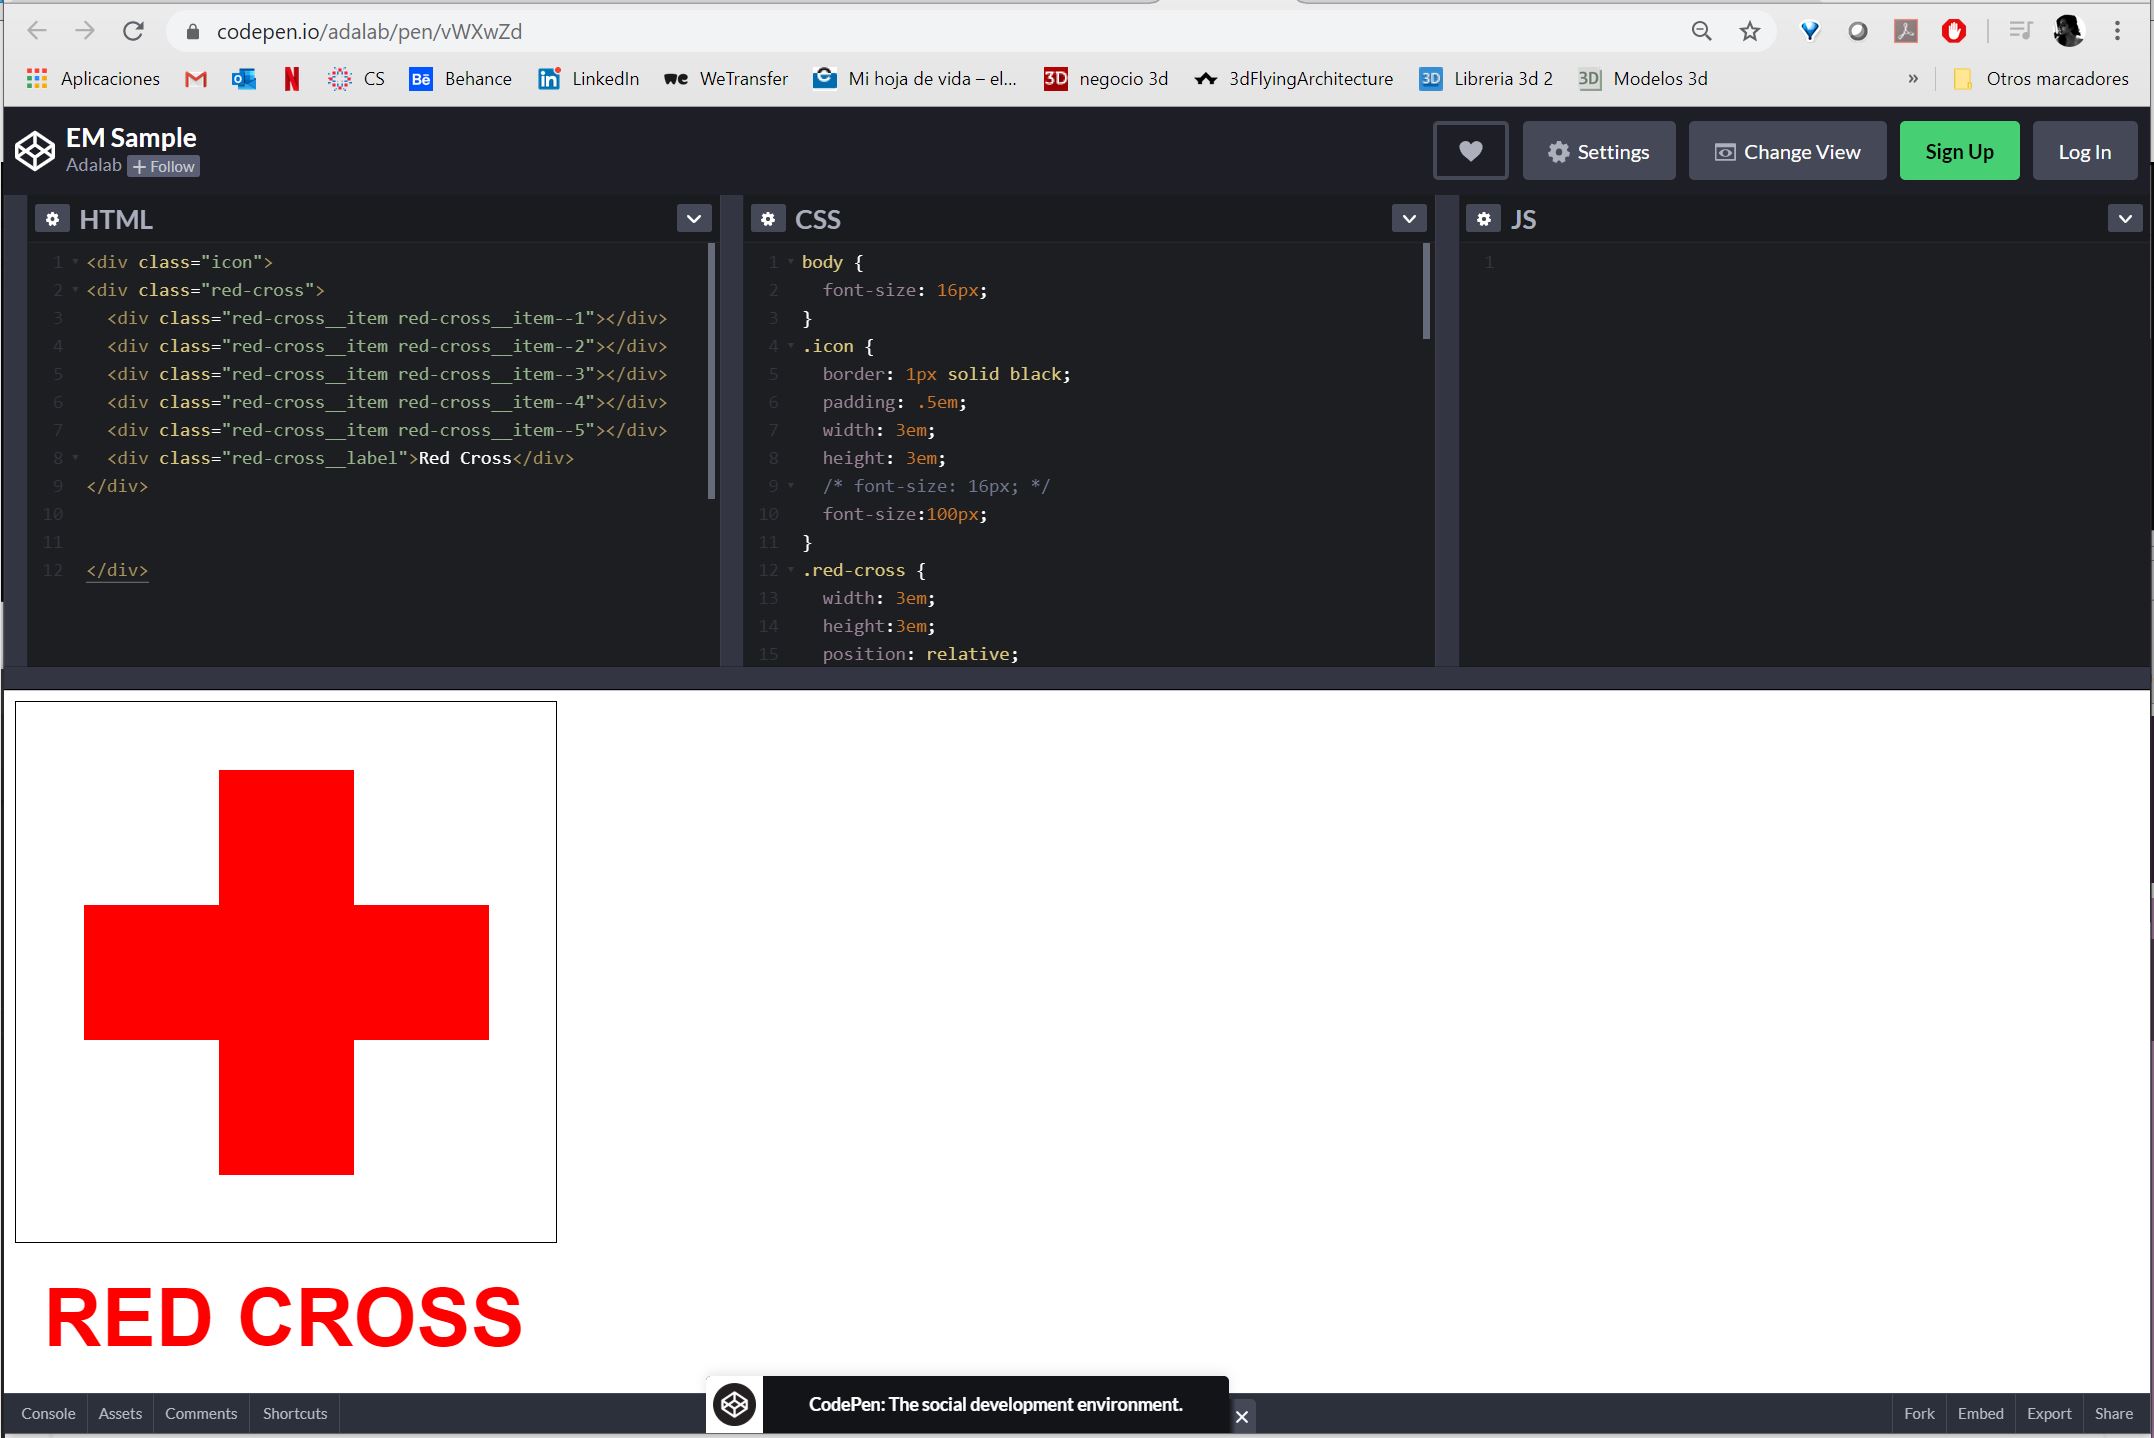 codepen.io/adalab/pen/vWXwZd
Aplicaciones CS Behance LinkedIn WeTransfer Mi hoja de vida – el... negocio 3d 3dFlyingArchitecture Libreria 3d 2 Modelos 3d » Otros marcadores
EM Sample
Adalab + Follow
Settings Change View Sign Up Log In
HTML
1 <div class="icon">
2 <div class="red-cross">
3 <div class="red-cross__item red-cross__item--1"></div>
4 <div class="red-cross__item red-cross__item--2"></div>
5 <div class="red-cross__item red-cross__item--3"></div>
6 <div class="red-cross__item red-cross__item--4"></div>
7 <div class="red-cross__item red-cross__item--5"></div>
8 <div class="red-cross__label">Red Cross</div>
9 </div>
10
11
12 </div>
CSS
1 body {
2 font-size: 16px;
3 }
4 .icon {
5 border: 1px solid black;
6 padding: .5em;
7 width: 3em;
8 height: 3em;
9 /* font-size: 16px; */
10 font-size:100px;
11 }
12 .red-cross {
13 width: 3em;
14 height:3em;
15 position: relative;
JS
1
RED CROSS
CodePen: The social development environment.
Console Assets Comments Shortcuts
Fork Embed Export Share